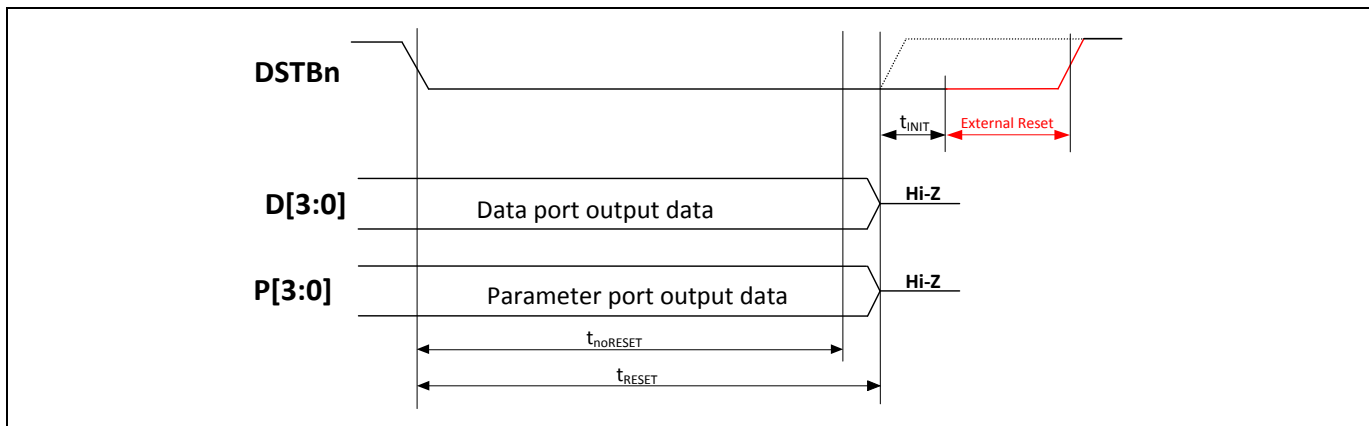 DSTBn
tINIT
External Reset
D[3:0]
Data port output data
Hi-Z
P[3:0]
Parameter port output data
Hi-Z
tnoRESET
tRESET